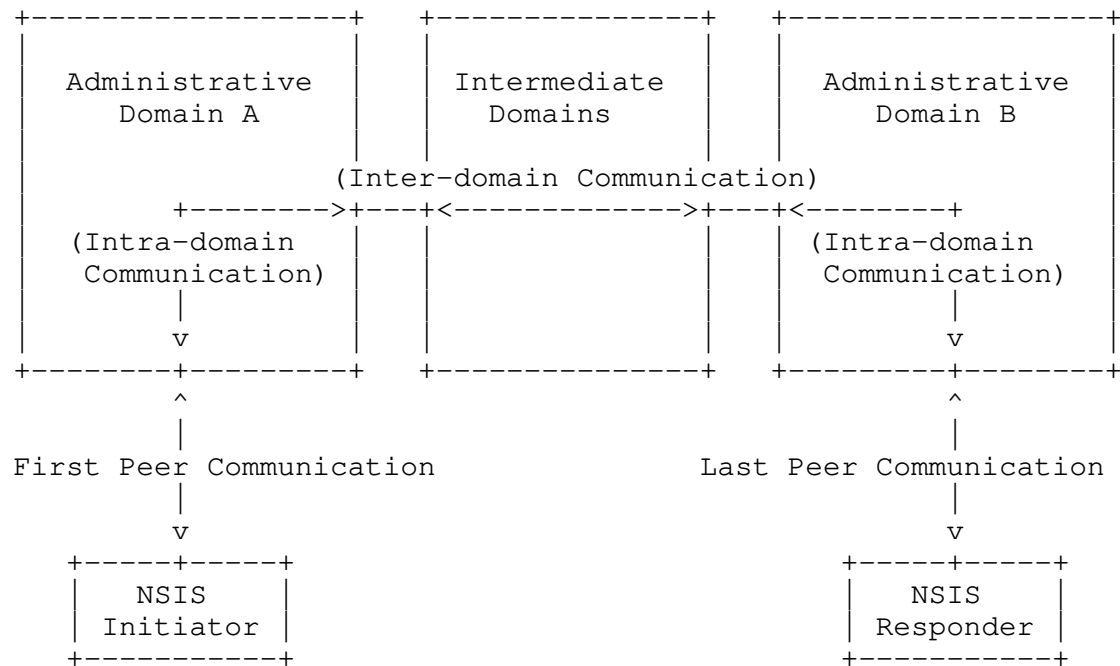 Administrative Intermediate Administrative
Domain A Domains Domain B
(Inter-domain Communication)
(Intra-domain (Intra-domain
Communication) Communication)
First Peer Communication Last Peer Communication
NSIS NSIS
Initiator Responder